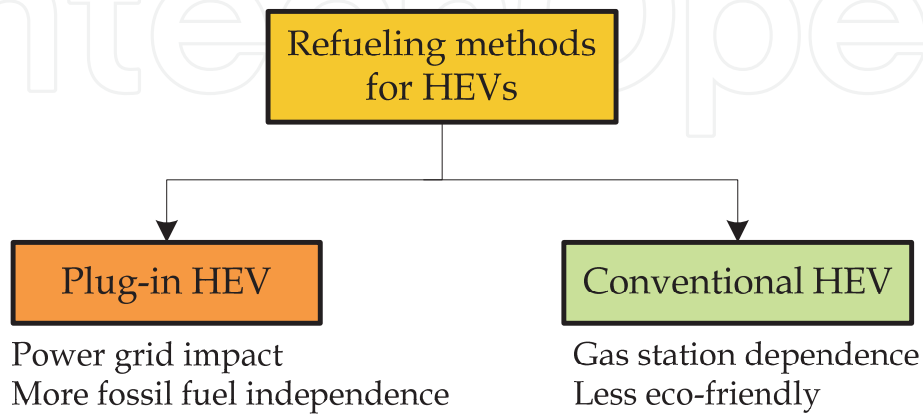 Refueling methods
for HEVs
Plug-in HEV
Conventional HEV
Power grid impact
More fossil fuel independence
Gas station dependence
Less eco-friendly